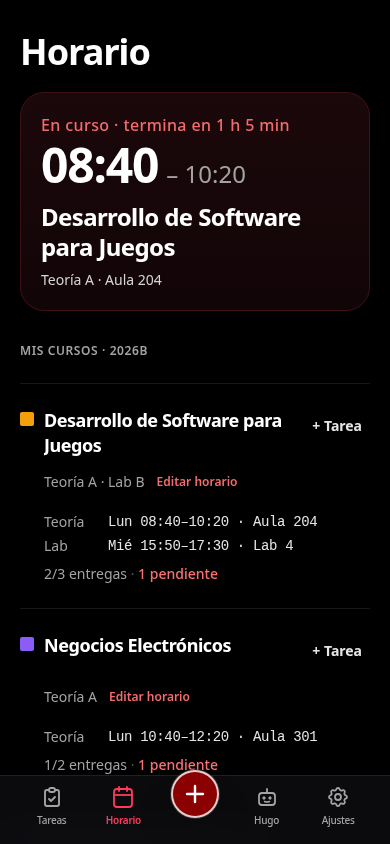 Horario
En curso · termina en 1 h 5 min
08:40 – 10:20
Desarrollo de Software
para Juegos
Teoría A · Aula 204
MIS CURSOS · 2026B
Desarrollo de Software para
Juegos
+ Tarea
Teoría A · Lab B Editar horario
Teoría Lun 08:40–10:20 · Aula 204
Lab Mié 15:50–17:30 · Lab 4
2/3 entregas · 1 pendiente
Negocios Electrónicos
+ Tarea
Teoría A Editar horario
Teoría Lun 10:40–12:20 · Aula 301
1/2 entregas · 1 pendiente
Tareas Horario Hugo Ajustes